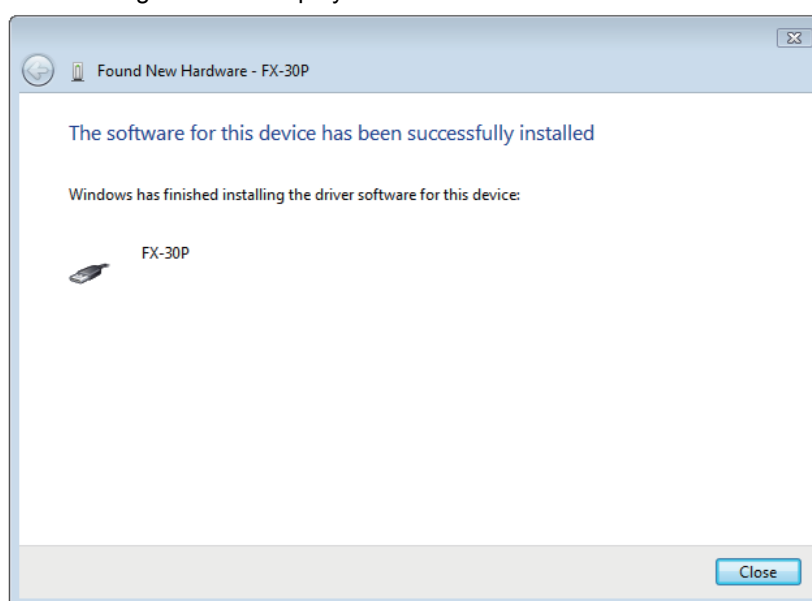 Found New Hardware - FX-30P
The software for this device has been successfully installed
Windows has finished installing the driver software for this device:
FX-30P
Close